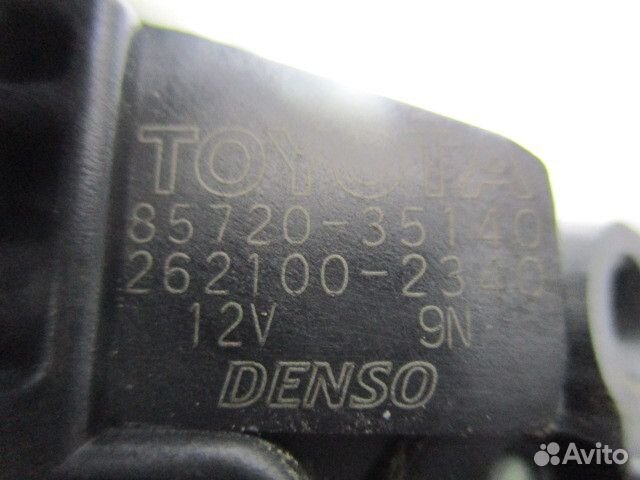 TOYOTA
85720-35140
262100-2340
12V 9N
DENSO
Avito